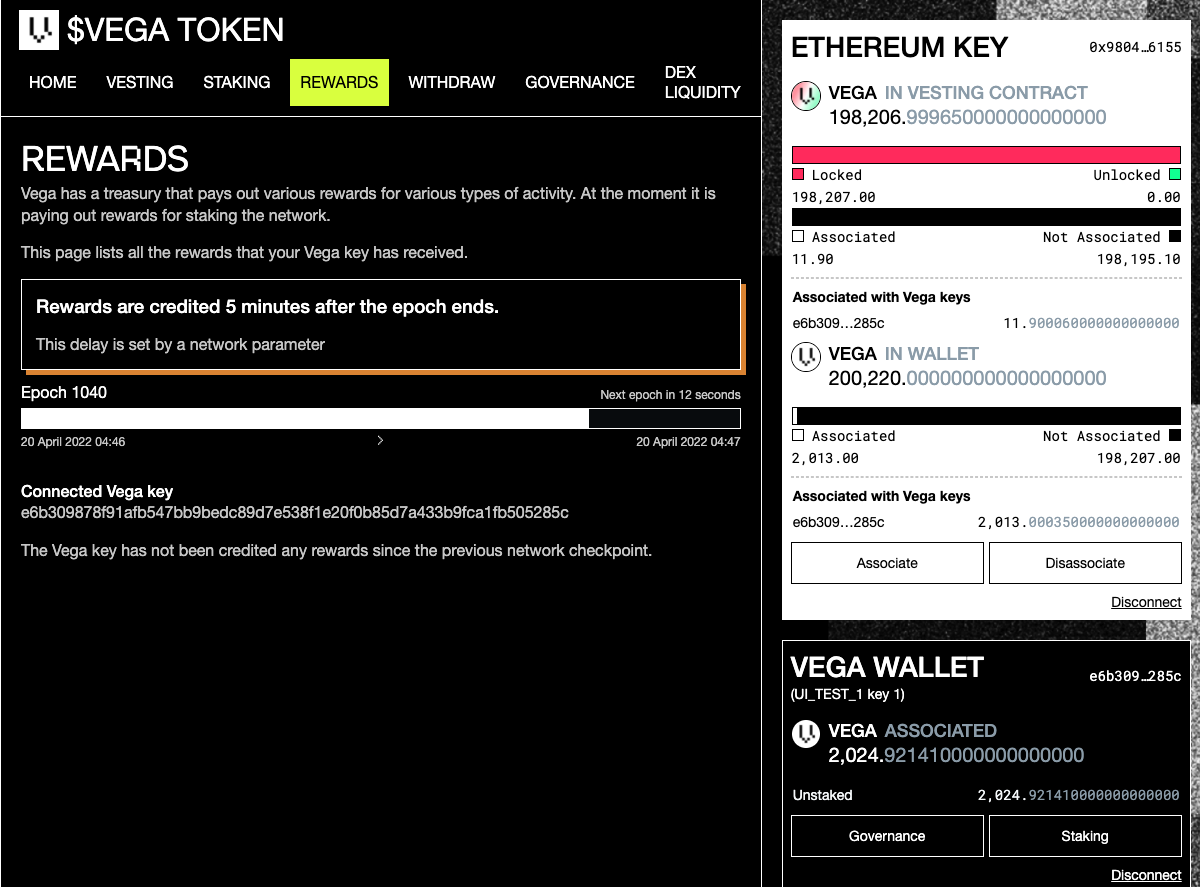 $VEGA TOKEN
HOME VESTING STAKING REWARDS WITHDRAW GOVERNANCE DEX LIQUIDITY
REWARDS
Vega has a treasury that pays out various rewards for various types of activity. At the moment it is
paying out rewards for staking the network.
This page lists all the rewards that your Vega key has received.
Rewards are credited 5 minutes after the epoch ends.
This delay is set by a network parameter
Epoch 1040 Next epoch in 12 seconds
20 April 2022 04:46 20 April 2022 04:47
Connected Vega key
e6b309878f91afb547bb9bedc89d7e538f1e20f0b85d7a433b9fca1fb505285c
The Vega key has not been credited any rewards since the previous network checkpoint.
ETHEREUM KEY 0x9804…6155
VEGA IN VESTING CONTRACT
198,206.999650000000000000
Locked Unlocked
198,207.00 0.00
Associated Not Associated
11.90 198,195.10
Associated with Vega keys
e6b309…285c 11.900060000000000000
VEGA IN WALLET
200,220.000000000000000000
Associated Not Associated
2,013.00 198,207.00
Associated with Vega keys
e6b309…285c 2,013.000350000000000000
Associate Disassociate
Disconnect
VEGA WALLET e6b309…285c
(UI_TEST_1 key 1)
VEGA ASSOCIATED
2,024.921410000000000000
Unstaked 2,024.921410000000000000
Governance Staking
Disconnect